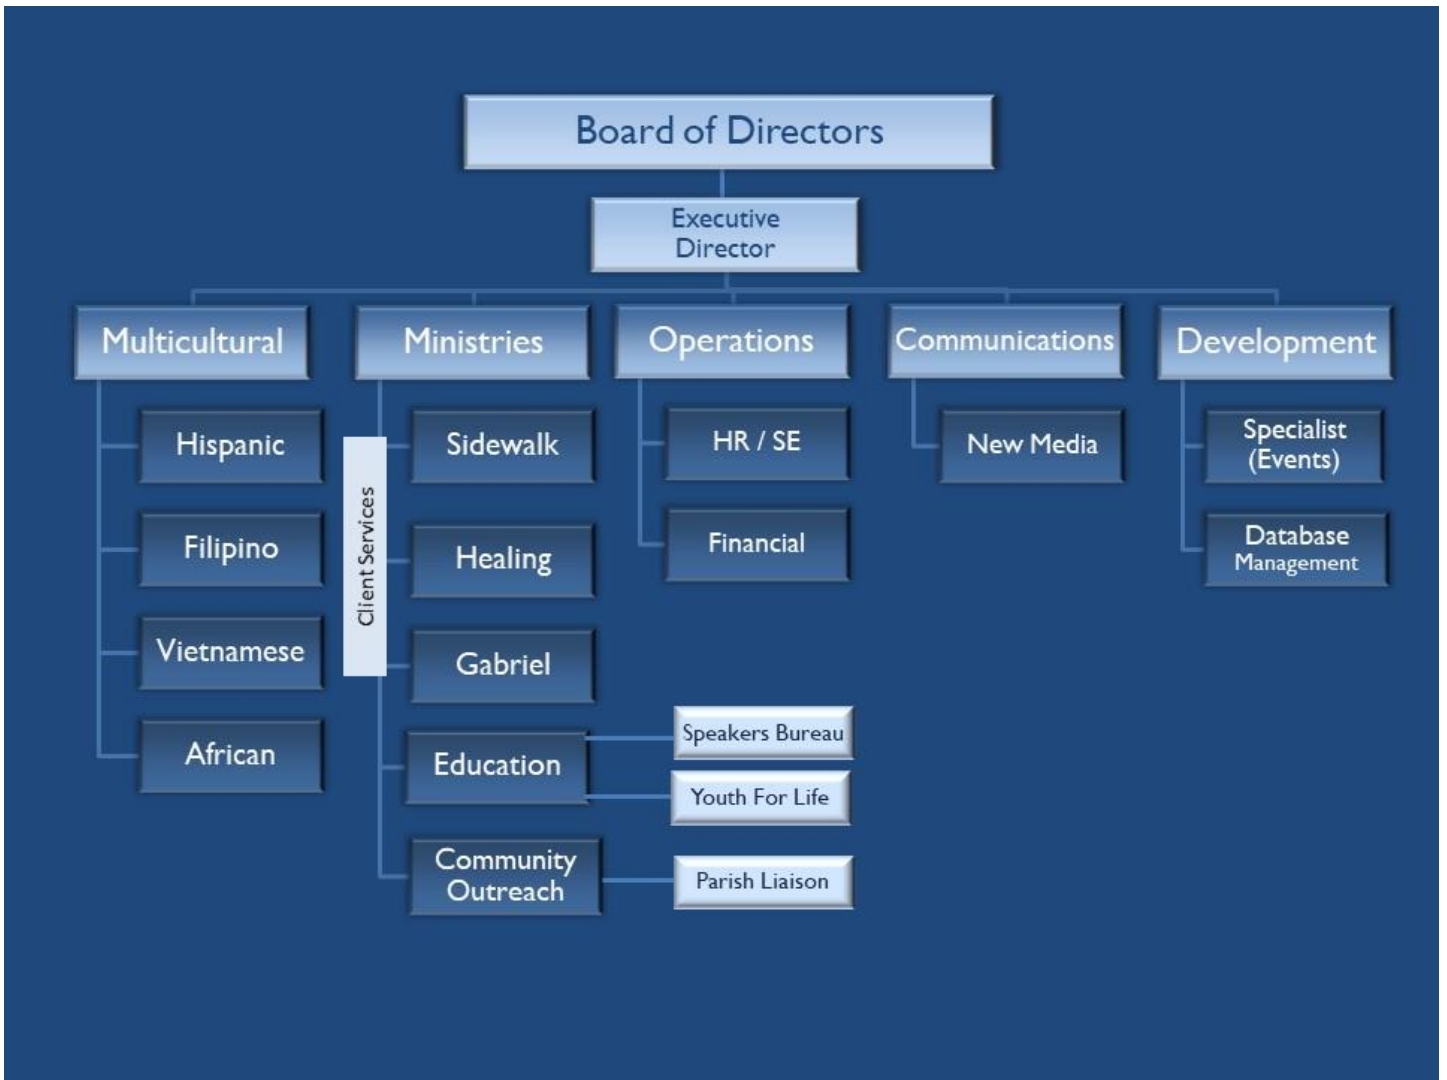 Board of Directors
Executive
Director
Multicultural
Ministries
Operations
Communications
Development
Hispanic
Filipino
Vietnamese
African
Client Services
Sidewalk
Healing
Gabriel
Education
Community
Outreach
Speakers Bureau
Youth For Life
Parish Liaison
HR / SE
Financial
New Media
Specialist
(Events)
Database
Management